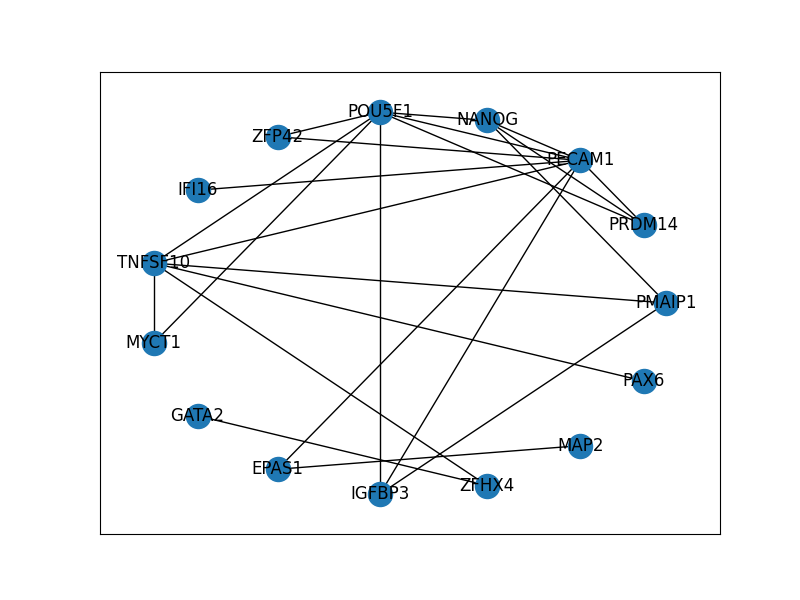 POU5F1
NANOG
ZFP42
PECAM1
IFI16
PRDM14
TNFSF10
PMAIP1
MYCT1
PAX6
GATA2
MAP2
EPAS1
ZFHX4
IGFBP3